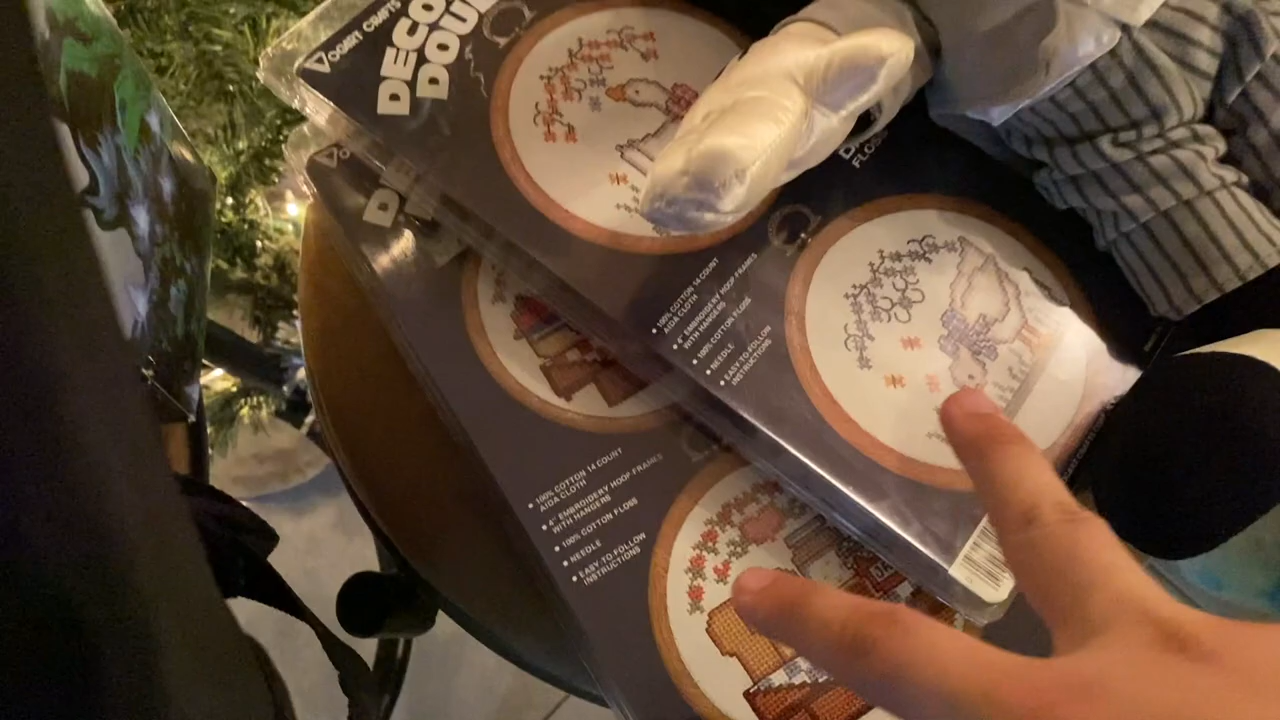 VOGART CRAFTS
DECO
DOU
• 100% COTTON 14 COUNT
AIDA CLOTH
• 4" EMBROIDERY HOOP FRAMES
WITH HANGERS
• 100% COTTON FLOSS
• NEEDLE
• EASY-TO-FOLLOW
INSTRUCTIONS
• 100% COTTON 14 COUNT
AIDA CLOTH
• 4" EMBROIDERY HOOP FRAMES
WITH HANGERS
• 100% COTTON FLOSS
• NEEDLE
• EASY-TO-FOLLOW
INSTRUCTIONS